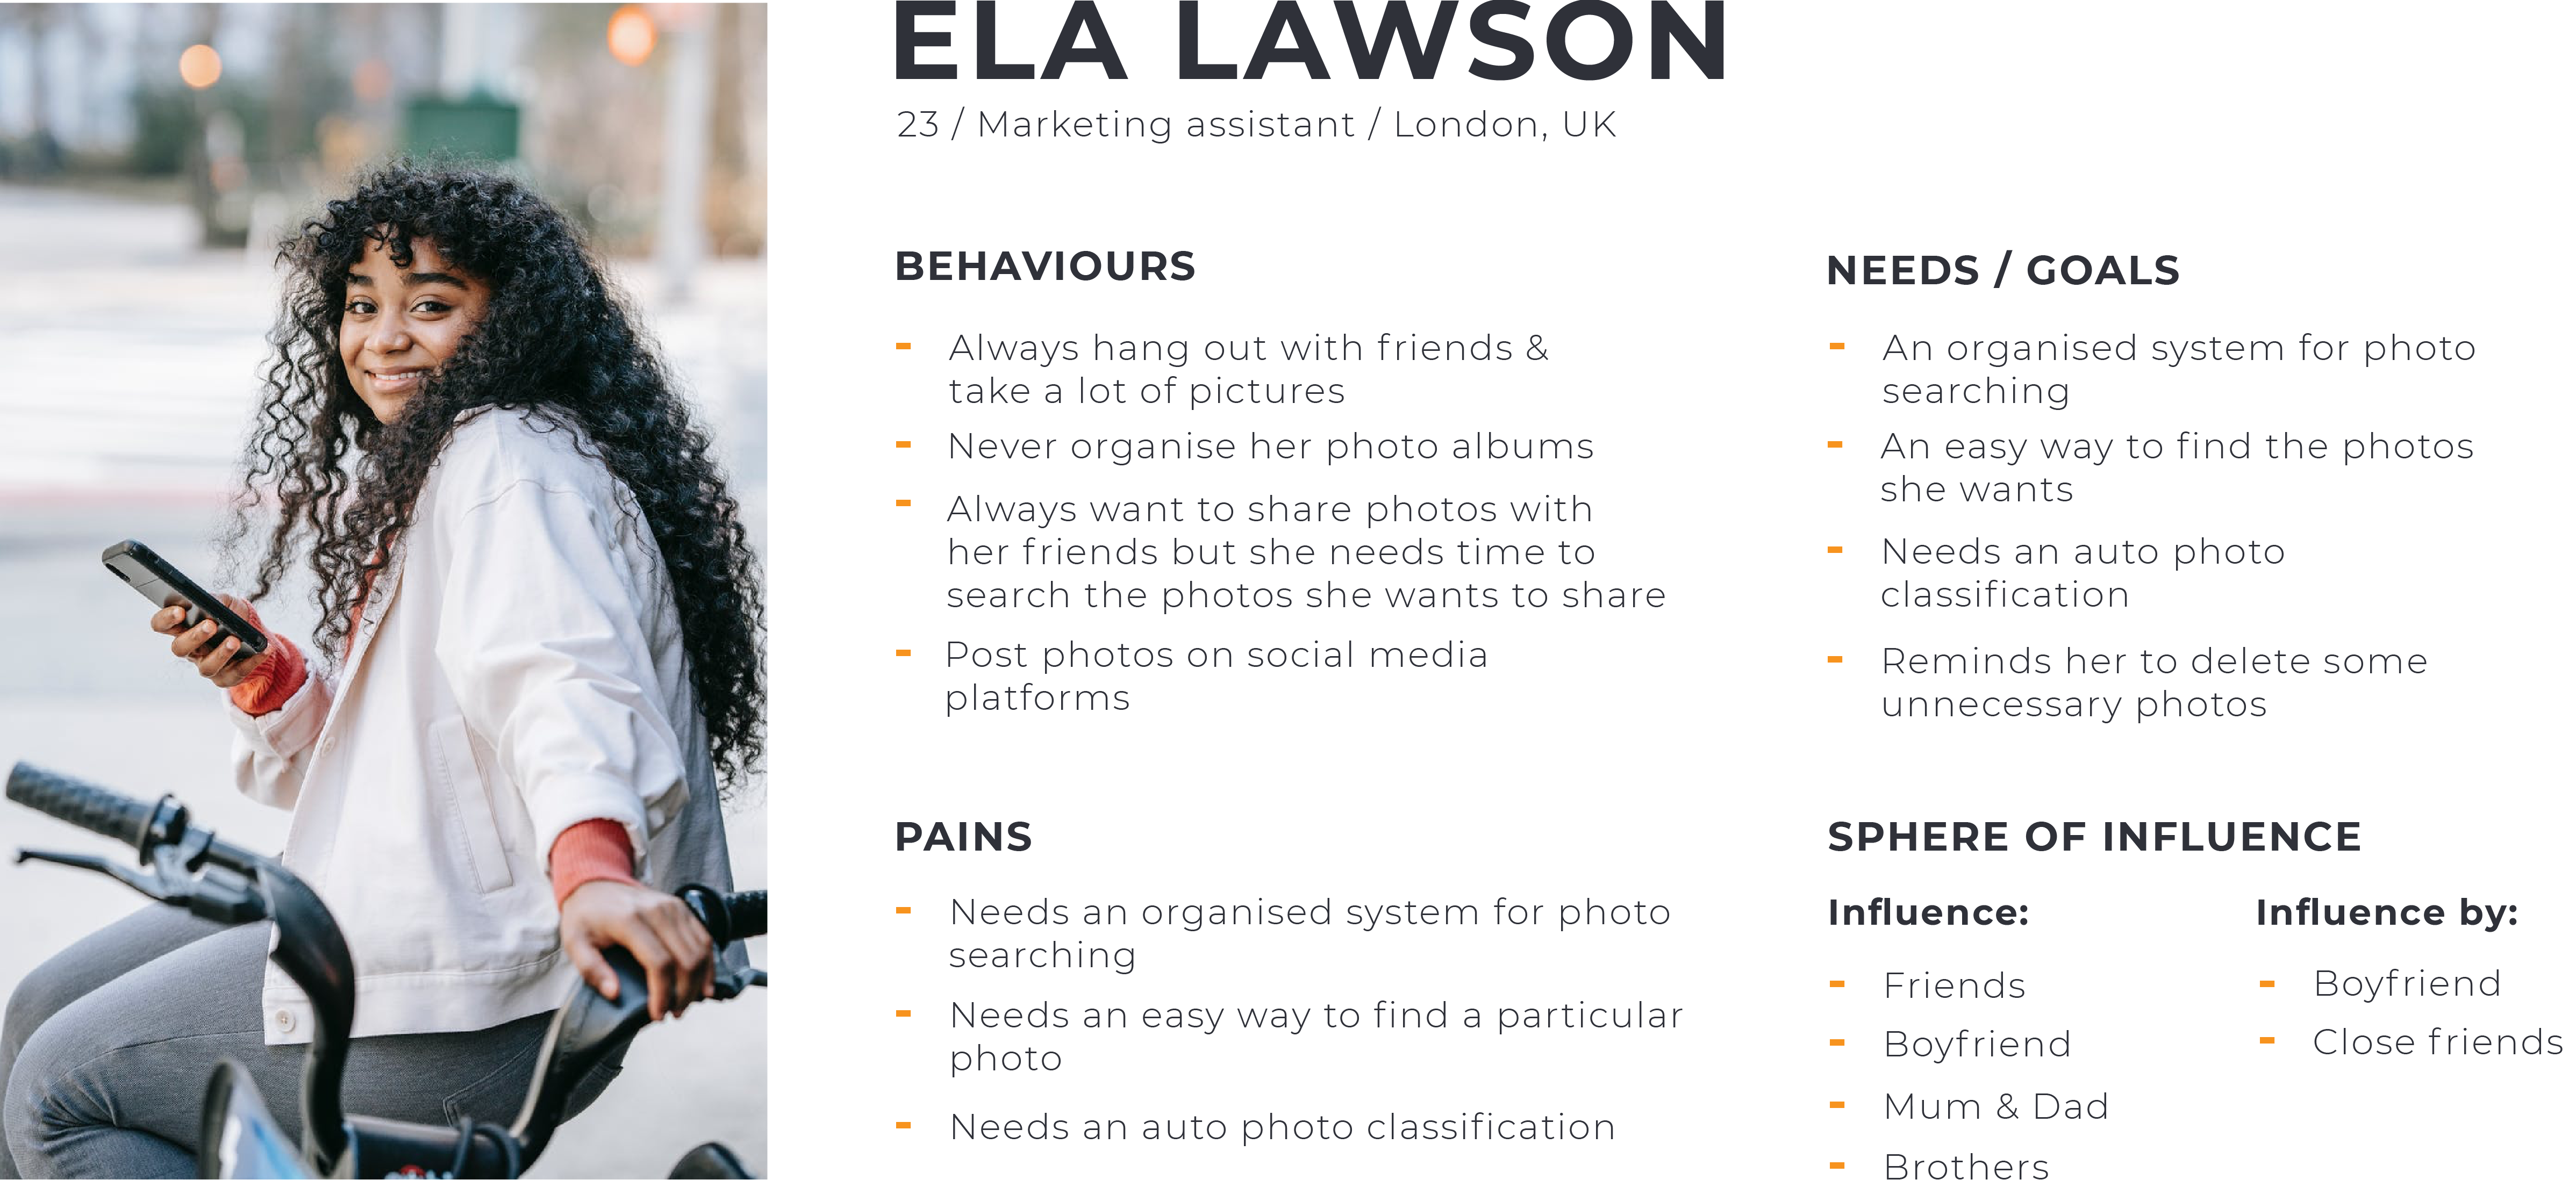 ELA LAWSON
23 / Marketing assistant / London, UK
BEHAVIOURS
- Always hang out with friends &
take a lot of pictures
- Never organise her photo albums
- Always want to share photos with
her friends but she needs time to
search the photos she wants to share
- Post photos on social media
platforms
NEEDS / GOALS
- An organised system for photo
searching
- An easy way to find the photos
she wants
- Needs an auto photo
classification
- Reminds her to delete some
unnecessary photos
PAINS
- Needs an organised system for photo
searching
- Needs an easy way to find a particular
photo
- Needs an auto photo classification
SPHERE OF INFLUENCE
Influence:
- Friends
- Boyfriend
- Mum & Dad
- Brothers
Influence by:
- Boyfriend
- Close friends